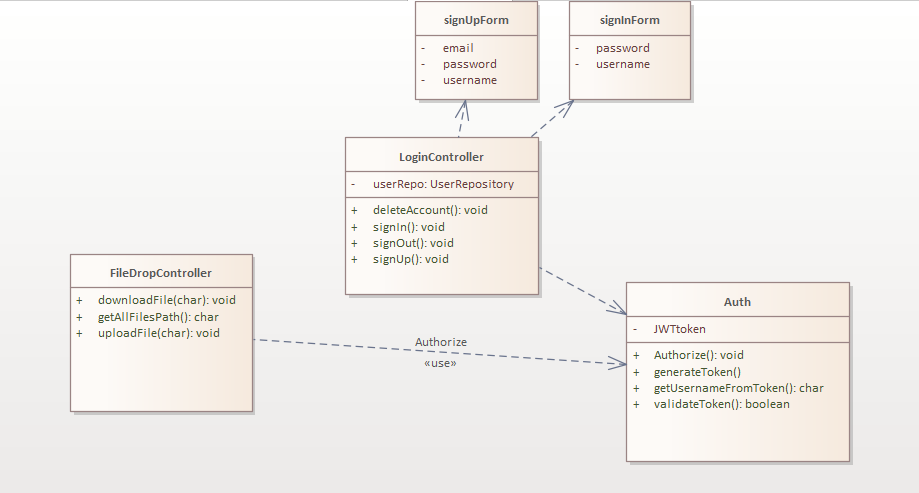 signUpForm
- email
- password
- username
signInForm
- password
- username
LoginController
- userRepo: UserRepository
+ deleteAccount(): void
+ signIn(): void
+ signOut(): void
+ signUp(): void
FileDropController
+ downloadFile(char): void
+ getAllFilesPath(): char
+ uploadFile(char): void
Authorize
«use»
Auth
- JWTtoken
+ Authorize(): void
+ generateToken()
+ getUsernameFromToken(): char
+ validateToken(): boolean